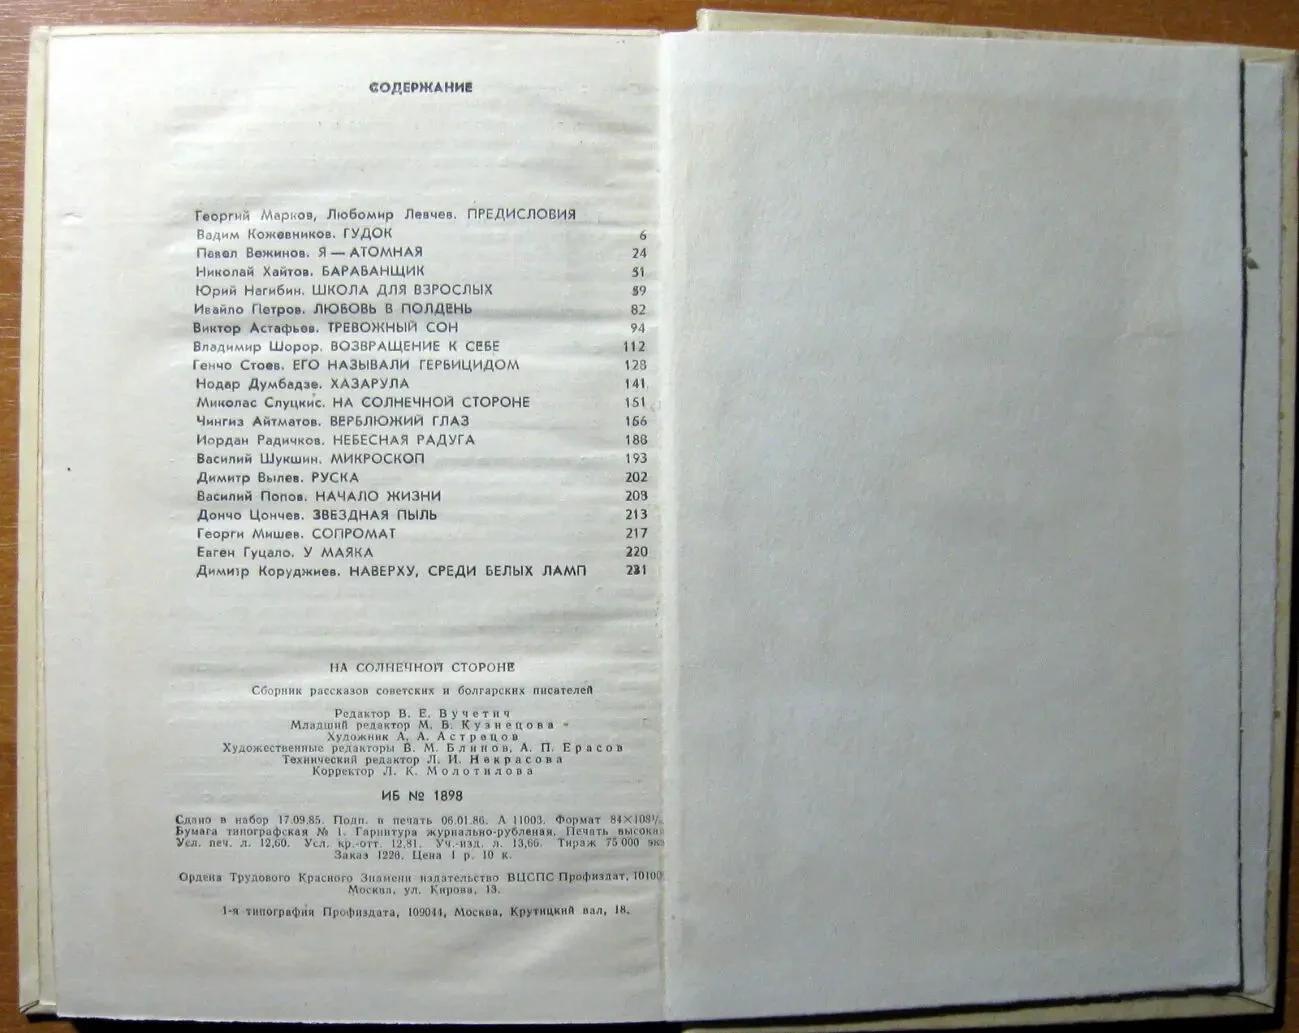 СОДЕРЖАНИЕ
Георгий Марков, Любомир Левчев. ПРЕДИСЛОВИЯ
Вадим Кожевников. ГУДОК 6
Павел Вежинов. Я — АТОМНАЯ 24
Николай Хайтов. БАРАБАНЩИК 51
Юрий Нагибин. ШКОЛА ДЛЯ ВЗРОСЛЫХ 59
Ивайло Петров. ЛЮБОВЬ В ПОЛДЕНЬ 82
Виктор Астафьев. ТРЕВОЖНЫЙ СОН 94
Владимир Шорор. ВОЗВРАЩЕНИЕ К СЕБЕ 112
Генчо Стоев. ЕГО НАЗЫВАЛИ ГЕРБИЦИДОМ 128
Нодар Думбадзе. ХАЗАРУЛА 141
Миколас Слуцкис. НА СОЛНЕЧНОЙ СТОРОНЕ 151
Чингиз Айтматов. ВЕРБЛЮЖИЙ ГЛАЗ 166
Иордан Радичков. НЕБЕСНАЯ РАДУГА 188
Василий Шукшин. МИКРОСКОП 193
Димитр Вылев. РУСКА 202
Василий Попов. НАЧАЛО ЖИЗНИ 208
Дончо Цончев. ЗВЕЗДНАЯ ПЫЛЬ 213
Георги Мишев. СОПРОМАТ 217
Евген Гуцало. У МАЯКА 220
Димитр Коруджиев. НАВЕРХУ, СРЕДИ БЕЛЫХ ЛАМП 231
НА СОЛНЕЧНОЙ СТОРОНЕ
Сборник рассказов советских и болгарских писателей
Редактор В. Е. Вучетич
Младший редактор М. В. Кузнецова
Художник А. А. Астрецов
Художественные редакторы В. М. Блинов, А. П. Ерасов
Технический редактор Л. И. Некрасова
Корректор Л. К. Молотилова
ИБ № 1898
Сдано в набор 17.09.85. Подп. в печать 06.01.86. А 11003. Формат 84×108¹/
Бумага типографская № 1. Гарнитура журнально-рубленая. Печать высока
Усл. печ. л. 12,60. Усл. кр.-отт. 12,81. Уч.-изд. л. 13,66. Тираж 75 000 экз
Заказ 1226. Цена 1 р. 10 к.
Ордена Трудового Красного Знамени издательство ВЦСПС Профиздат, 10100
Москва, ул. Кирова, 13.
1-я типография Профиздата, 109044, Москва, Крутицкий вал, 18.